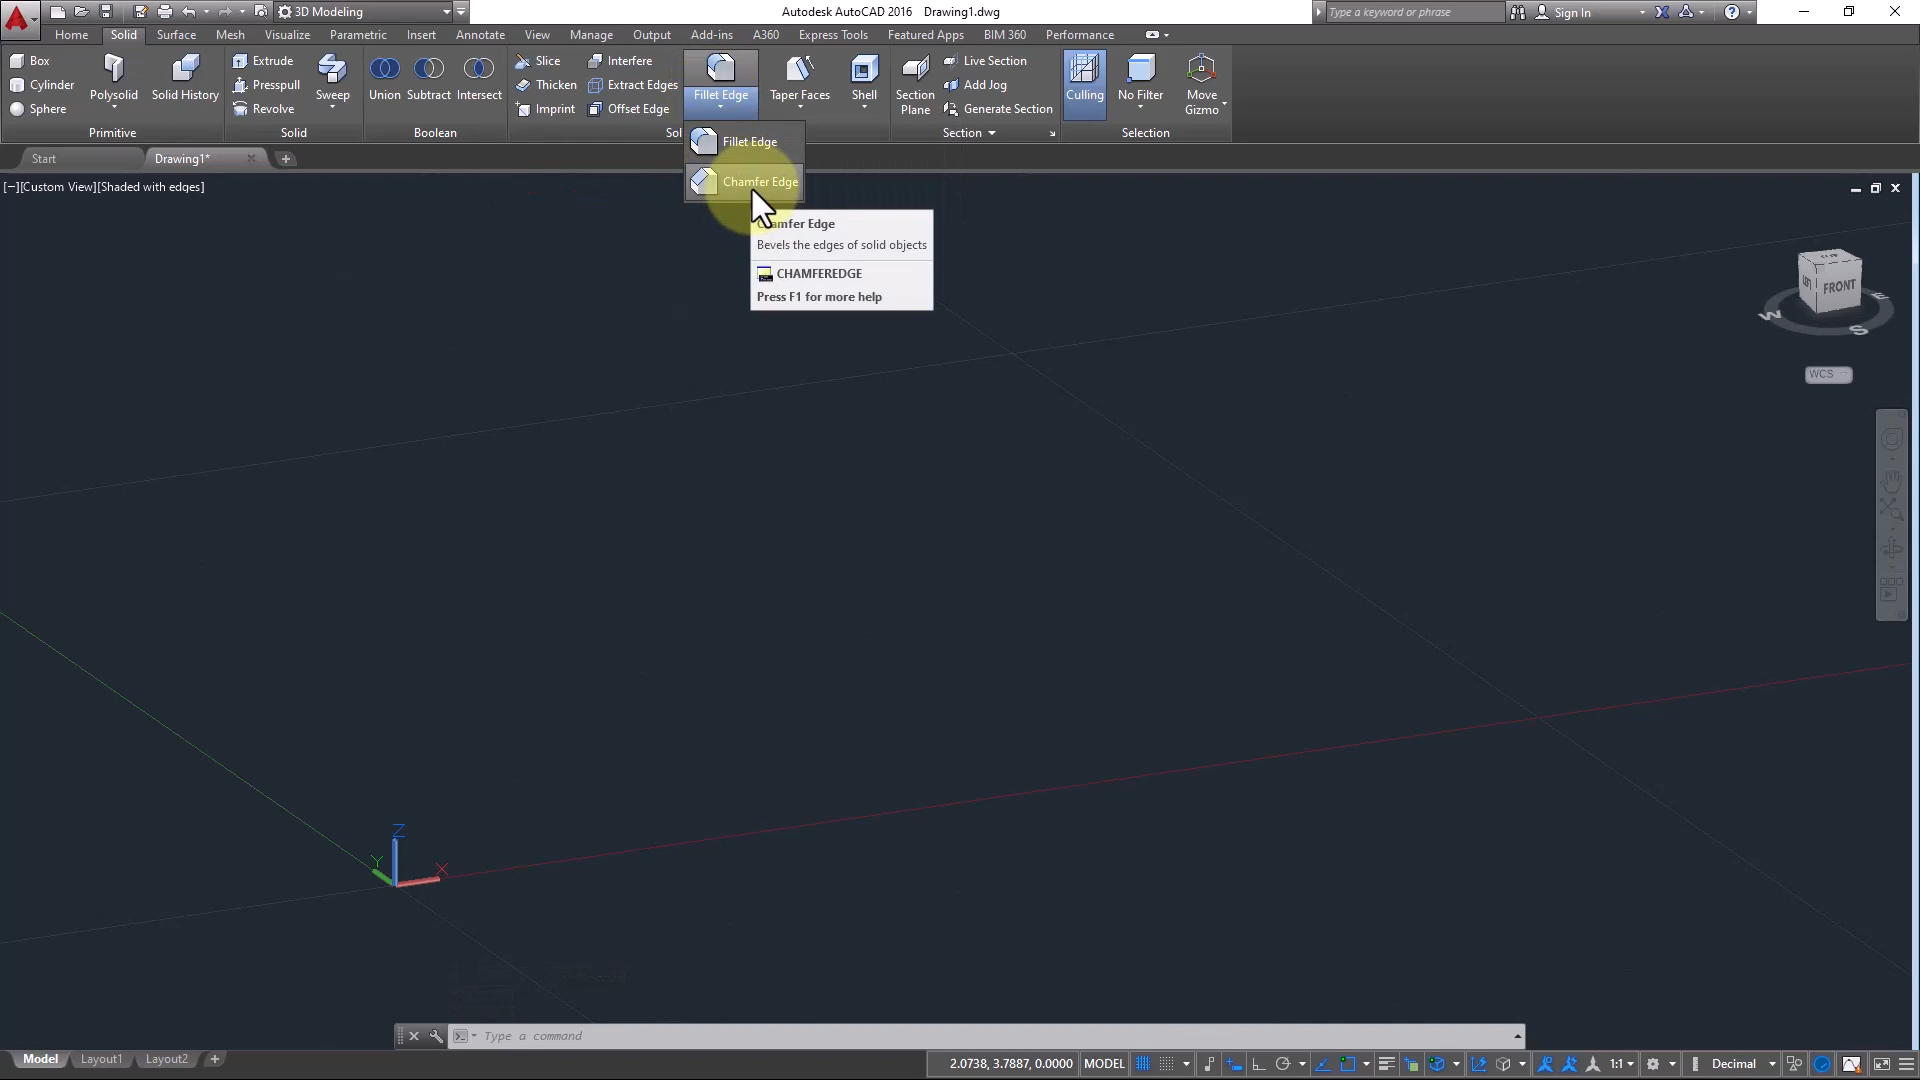 3D Modeling
Autodesk AutoCAD 2016 Drawing1.dwg
Type a keyword or phrase
Sign In
Home Solid Surface Mesh Visualize Parametric Insert Annotate View Manage Output Add-ins A360 Express Tools Featured Apps BIM 360 Performance
Box
Cylinder
Sphere
Polysolid
Solid History
Primitive
Extrude
Presspull
Revolve
Sweep
Solid
Union
Subtract
Intersect
Boolean
Slice
Thicken
Imprint
Interfere
Extract Edges
Offset Edge
Fillet Edge
Taper Faces
Shell
Sol
Section
Plane
Live Section
Add Jog
Generate Section
Section
Culling
No Filter
Move
Gizmo
Selection
Fillet Edge
Chamfer Edge
Start
Drawing1*
[−][Custom View][Shaded with edges]
Bevels the edges of solid objects
CHAMFEREDGE
Press F1 for more help
FRONT
W
S
E
WCS
Z
Y
X
Type a command
Model Layout1 Layout2
2.0738, 3.7887, 0.0000 MODEL
1:1
Decimal